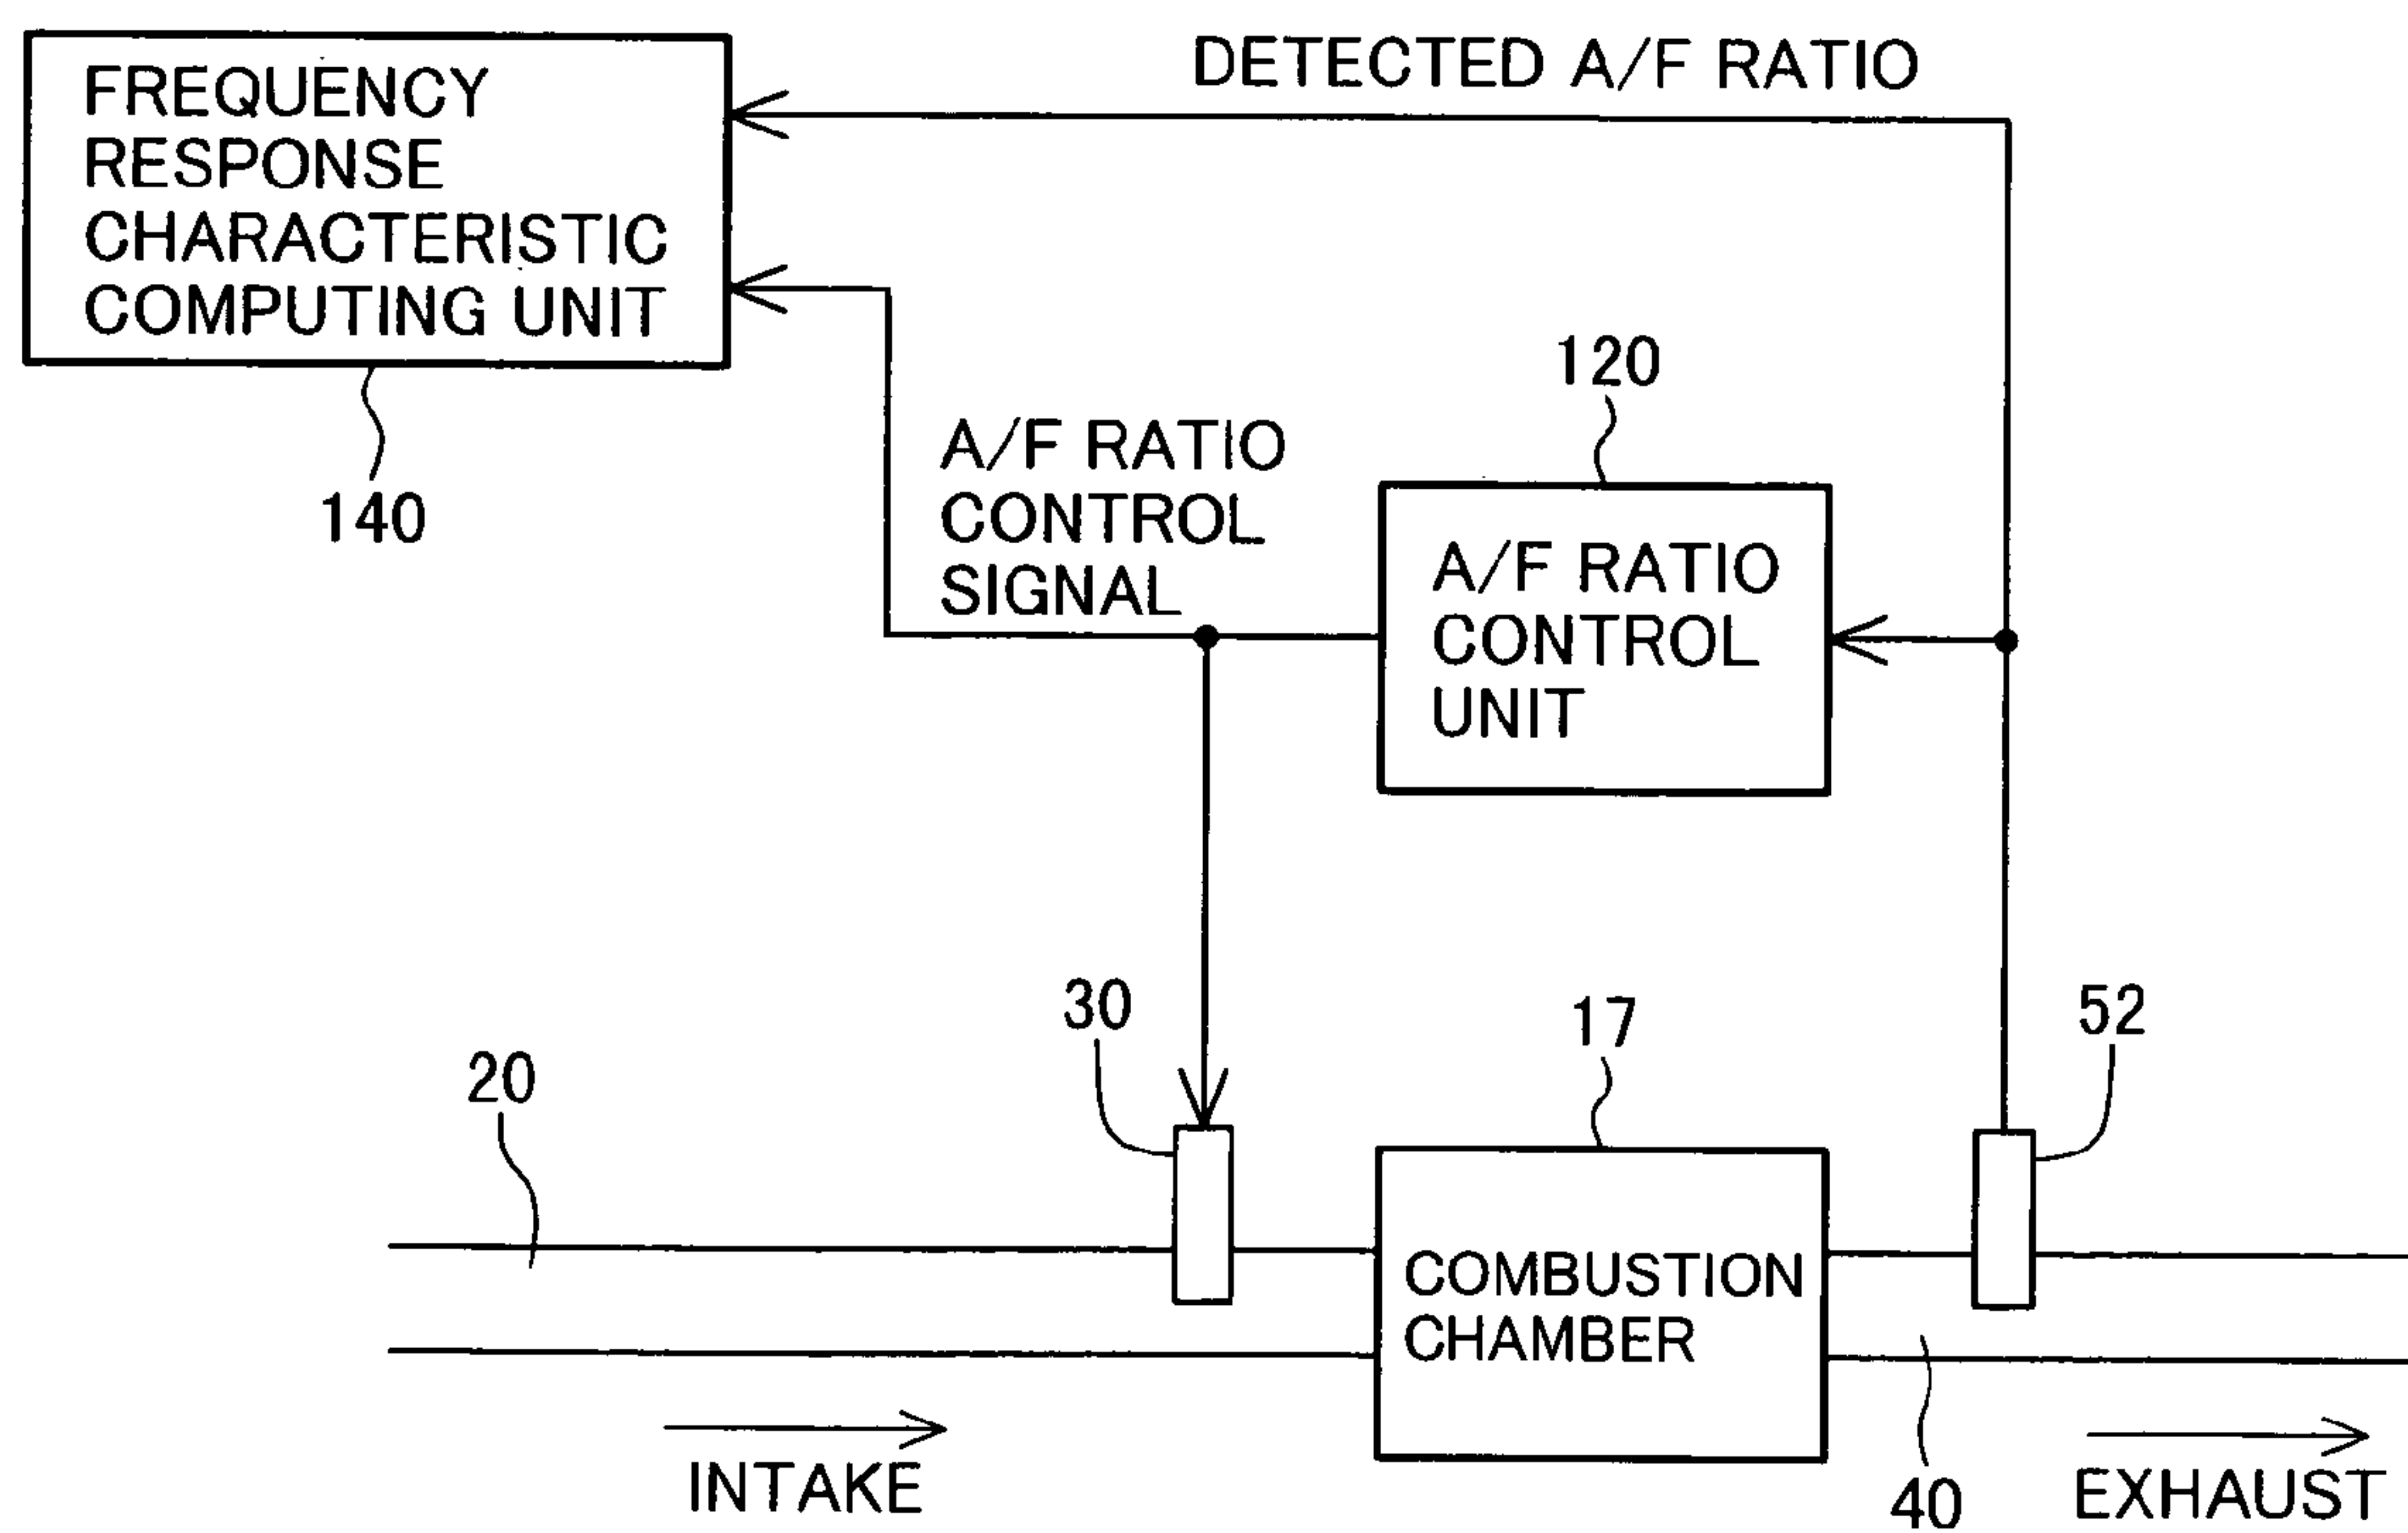 DETECTED A/F RATIO
FREQUENCY
RESPONSE
CHARACTERISTIC
COMPUTING UNIT
140
120
A/F RATIO
CONTROL
SIGNAL
A/F RATIO
CONTROL
UNIT
30
17
52
20
COMBUSTION
CHAMBER
INTAKE
40
EXHAUST